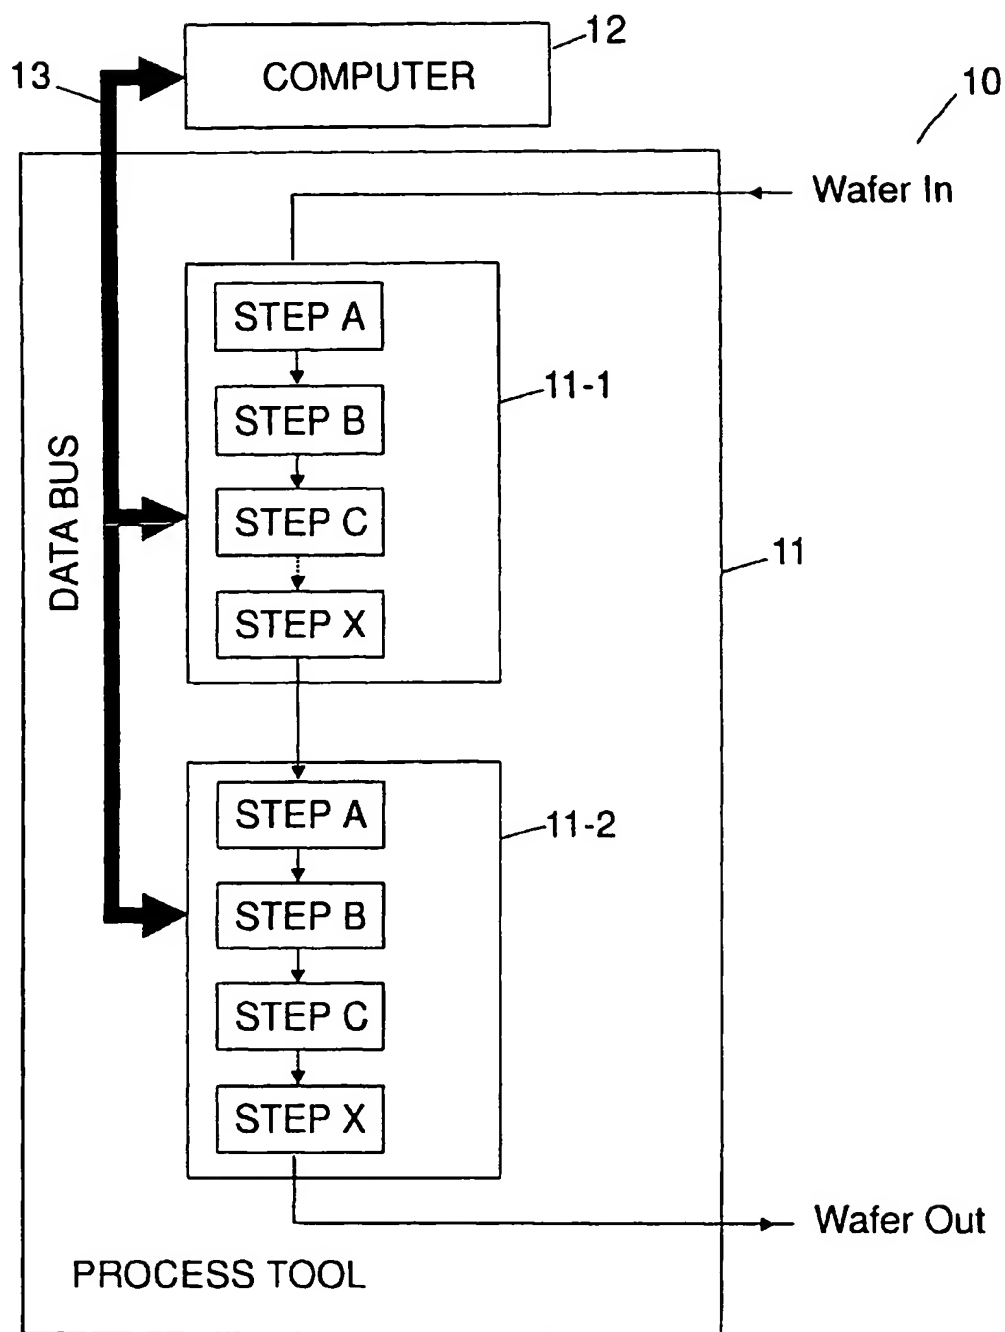 12
COMPUTER
13
10
Wafer In
STEP A
STEP B
11-1
STEP C
DATA BUS
11
STEP X
STEP A
11-2
STEP B
STEP C
STEP X
Wafer Out
PROCESS TOOL